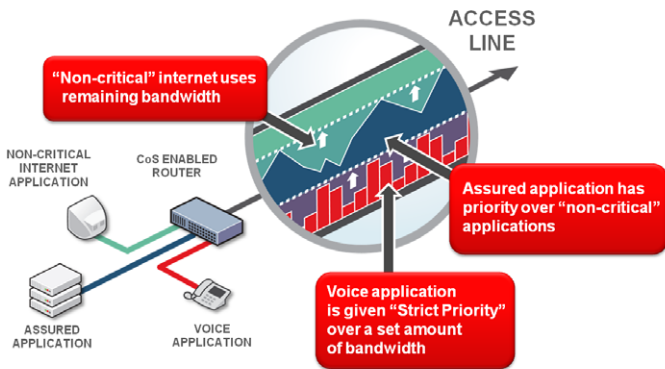 ACCESS
LINE
“Non-critical” internet uses
remaining bandwidth
NON-CRITICAL
INTERNET
APPLICATION
CoS ENABLED
ROUTER
Assured application has
priority over “non-critical”
applications
Voice application
is given “Strict Priority”
over a set amount
of bandwidth
ASSURED
APPLICATION
VOICE
APPLICATION